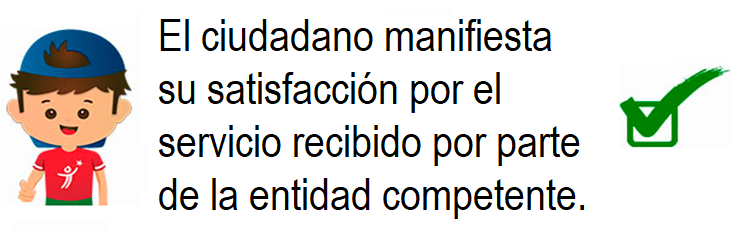 El ciudadano manifiesta
su satisfacción por el
servicio recibido por parte
de la entidad competente.